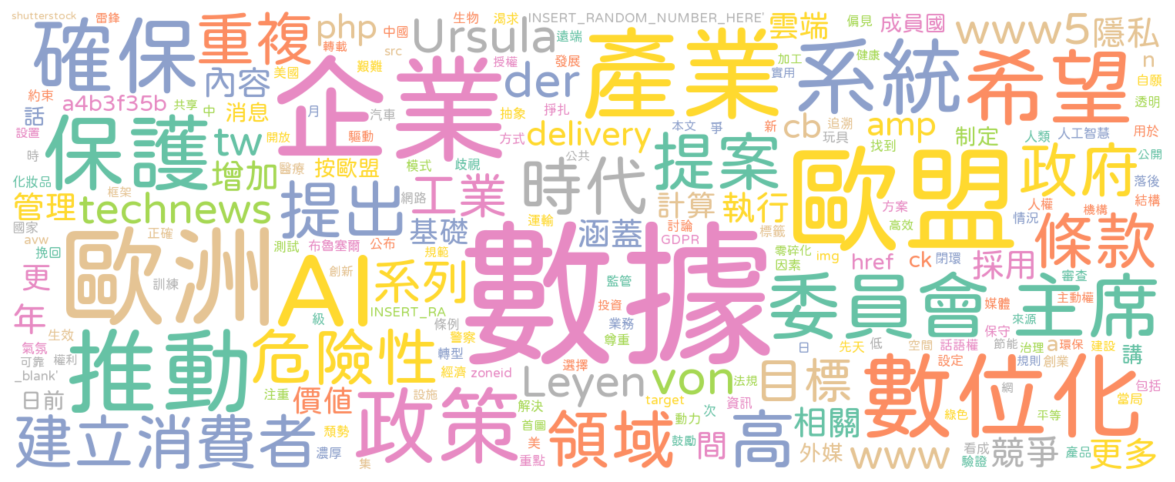 shutterstock 雷鋒 生物 渴求 INSERT_RANDOM_NUMBER_HERE' 雲端 偏見 成員國 www5 隱私
確保 重複 php 中國 轉載 Ursula 遠端 產業 系統 希望 n
內容 企業 src 艱難 授權 發展 der 加工 健康 實用 自願
約束 a4b3f35b 共享 美國 汽車 抽象 掙扎 透明
話 設置 保護 tw 消息 中 月 開放 驅動 delivery 方式 本文 爭 新 cb 追溯 玩具 amp 找到 制定 人類 人工智慧 用於 公開
時 增加 按歐盟 醫療 模式 歧視 時代 公共 提案 歐盟 政府 落後
化妝品 框架 提出 網路 工業 運輸 計算 執行 方案 人權 機構 結構
管理 technews 基礎 涵蓋 討論 標籤 高效 情況 條款
國家 avw 正確 測試 布魯塞爾 公布 規範 GDPR 零碎化 img href ck 閉環 採用
挽回 歐洲 AI 系列 數據 監管 因素 審查
更 訓練 創新 委員會 主席 媒體 主動權
年 級 INSERT_RA 條例 投資 業務 保守 來源
生效 推動 危險性 警察 轉型 尊重 日 先天 低 空間 話語權 節能 治理 a 環保 建設
氣氛 可靠 權利 經濟 zoneid 選擇 設定 規則 創業 講
_blank' 注重 價值 設施 Leyen von 法規 目標 數位化 網 包括
日前 政策 解決 target 資訊 當局
建立 消費者 類勢 首圖 領域 動力 次 間 高 相關 綠色 平等
濃厚 集 美 重點 鼓勵 外媒 www 看成 驗證 競爭 產品 更多